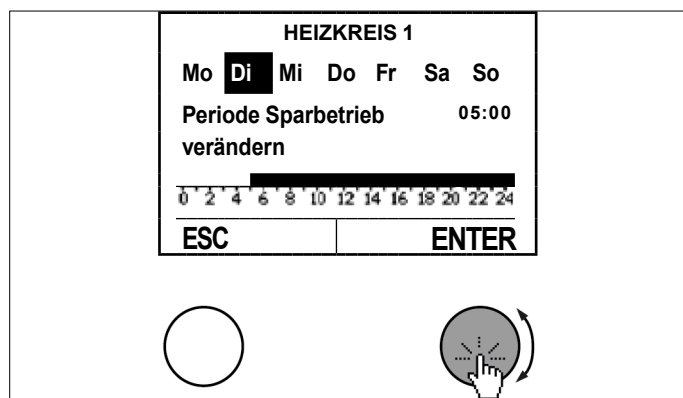 HEIZKREIS 1
Mo Di Mi Do Fr Sa So
Periode Sparbetrieb 05:00
verändern
0 2 4 6 8 10 12 14 16 18 20 22 24
ESC ENTER